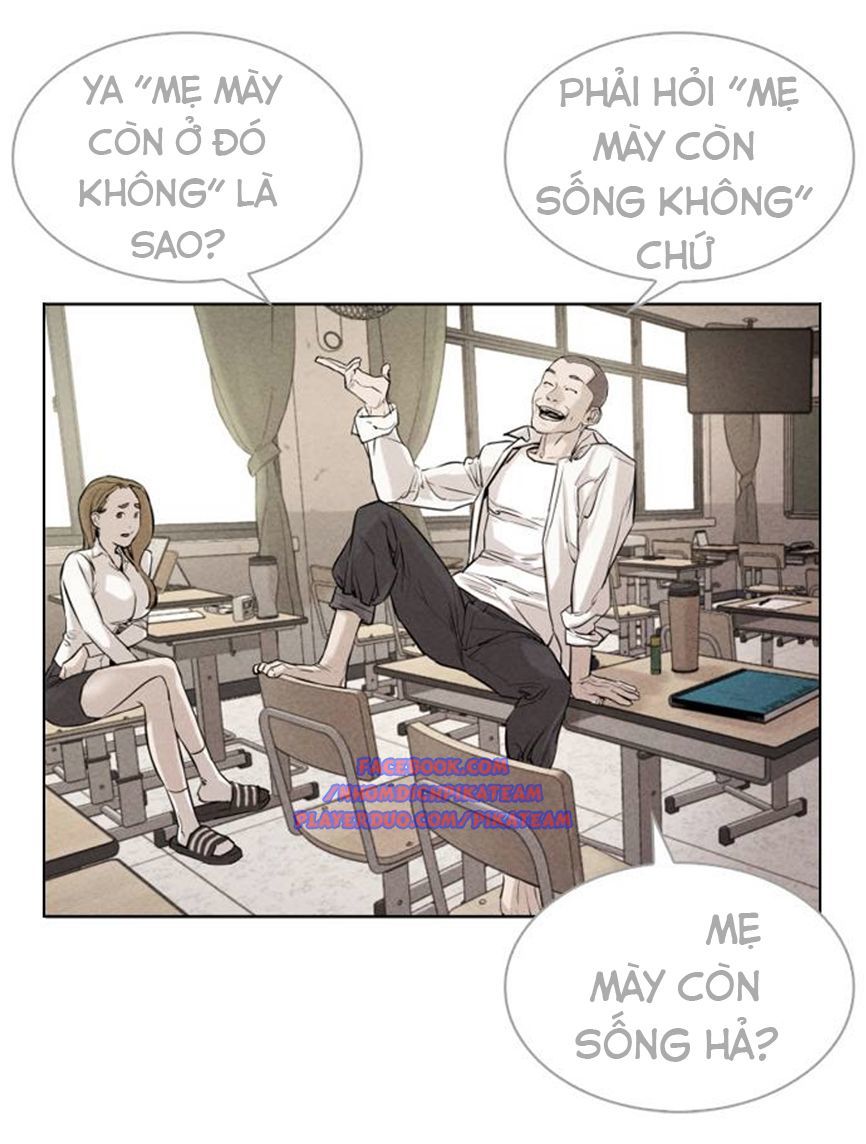 YA "MẸ MÀY
CÒN Ở ĐÓ
KHÔNG" LÀ
SAO?
PHẢI HỎI "MẸ
MÀY CÒN
SỐNG KHÔNG"
CHỨ
FACEBOOK.COM
/NHOMDICHPIKATEAM
PLAYERDUO.COM/PIKATEAM
MẸ
MÀY CÒN
SỐNG HẢ?